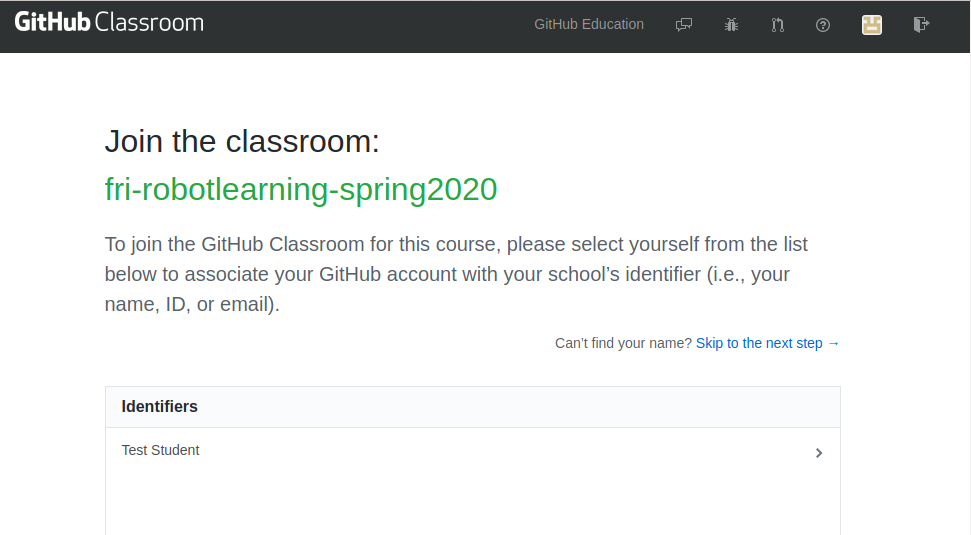 GitHub Classroom
GitHub Education
Join the classroom:
fri-robotlearning-spring2020
To join the GitHub Classroom for this course, please select yourself from the list
below to associate your GitHub account with your school’s identifier (i.e., your
name, ID, or email).
Can’t find your name? Skip to the next step →
Identifiers
Test Student